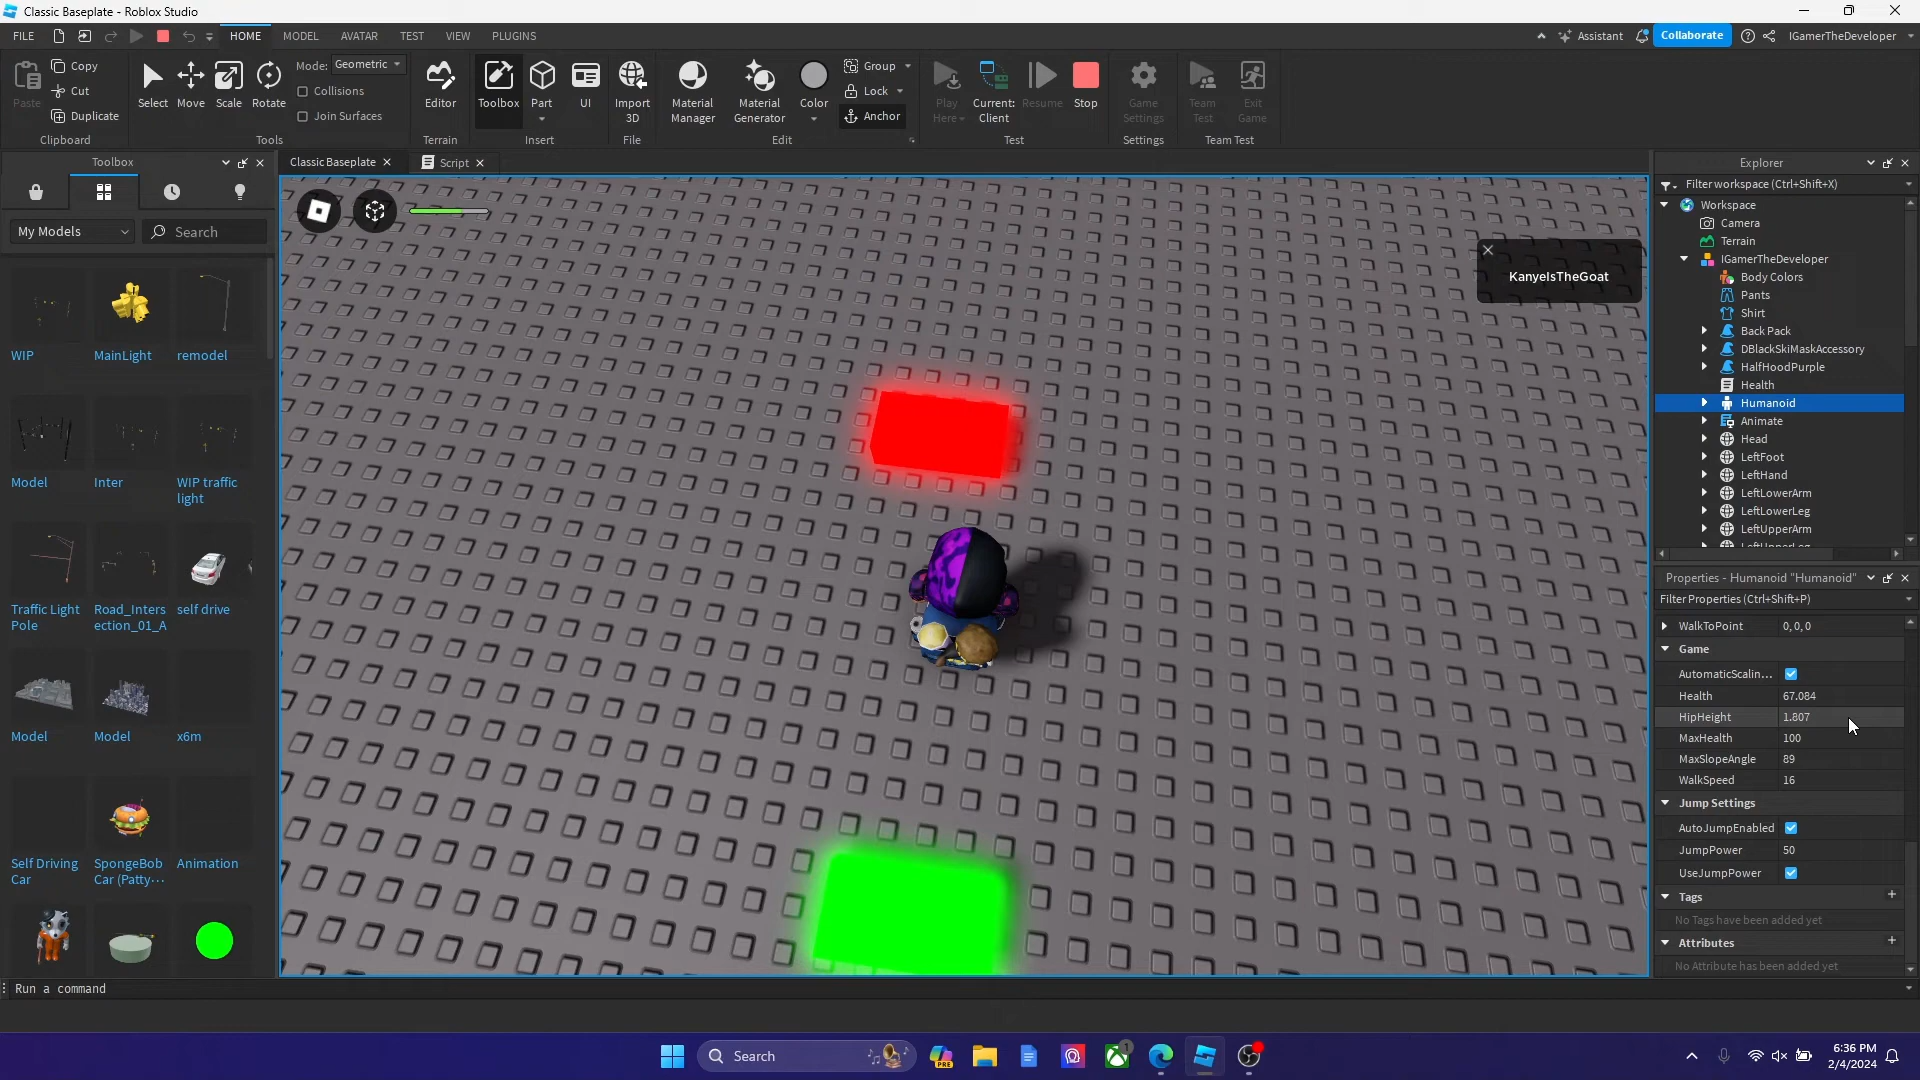 Classic Baseplate - Roblox Studio
FILE
HOME
MODEL
AVATAR
TEST
VIEW
PLUGINS
Assistant
Collaborate
IGamerTheDeveloper
Paste
Copy
Cut
Duplicate
Clipboard
Select
Move
Scale
Rotate
Mode:
Geometric
Collisions
Join Surfaces
Tools
Editor
Terrain
Toolbox
Part
UI
Insert
Import
3D
File
Material
Manager
Material
Generator
Color
Group
Lock
Anchor
Edit
Play
Here
Current:
Client
Resume
Stop
Test
Game
Settings
Settings
Team
Test
Exit
Game
Team Test
Toolbox
My Models
Search
WIP
MainLight
remodel
Model
Inter
WIP traffic
light
Traffic Light
Pole
Road_Inters
ection_01_A
self drive
Model
Model
x6m
Self Driving
Car
SpongeBob
Car (Patty...
Animation
Classic Baseplate
Script
KanyeIsTheGoat
Explorer
Filter workspace (Ctrl+Shift+X)
Workspace
Camera
Terrain
IGamerTheDeveloper
Body Colors
Pants
Shirt
Back Pack
DBlackSkiMaskAccessory
HalfHoodPurple
Health
Humanoid
Animate
Head
LeftFoot
LeftHand
LeftLowerArm
LeftLowerLeg
LeftUpperArm
LeftUpperLeg
Properties - Humanoid "Humanoid"
Filter Properties (Ctrl+Shift+P)
WalkToPoint 0, 0, 0
Game
AutomaticScalin...
Health 67.084
HipHeight 1.807
MaxHealth 100
MaxSlopeAngle 89
WalkSpeed 16
Jump Settings
AutoJumpEnabled
JumpPower 50
UseJumpPower
Tags
No Tags have been added yet
Attributes
No Attribute has been added yet
Run a command
Search
PRE
1
6:36 PM
2/4/2024